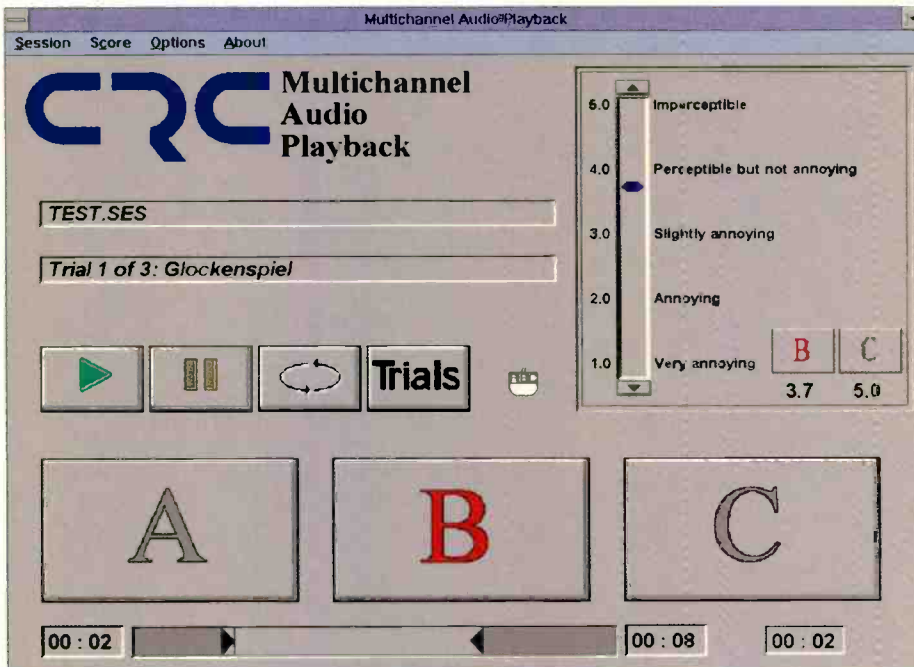 Multichannel Audio Playback
Session Score Options About
CRC Multichannel
Audio
Playback
TEST.SES
Trial 1 of 3: Glockenspiel
5.0 Imperceptible
4.0 Perceptible but not annoying
3.0 Slightly annoying
2.0 Annoying
1.0 Very annoying
B C
3.7 5.0
Trials
A B C
00 : 02 00 : 08 00 : 02